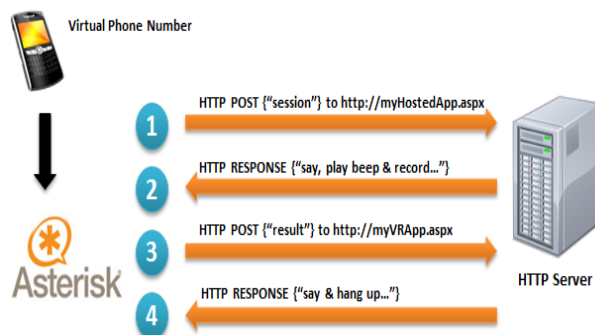 Virtual Phone Number
HTTP POST {“session”} to http://myHostedApp.aspx
1
HTTP RESPONSE {“say, play beep & record...”}
2
HTTP POST {“result”} to http://myVRApp.aspx
3
Asterisk
HTTP Server
HTTP RESPONSE {“say & hang up...”}
4